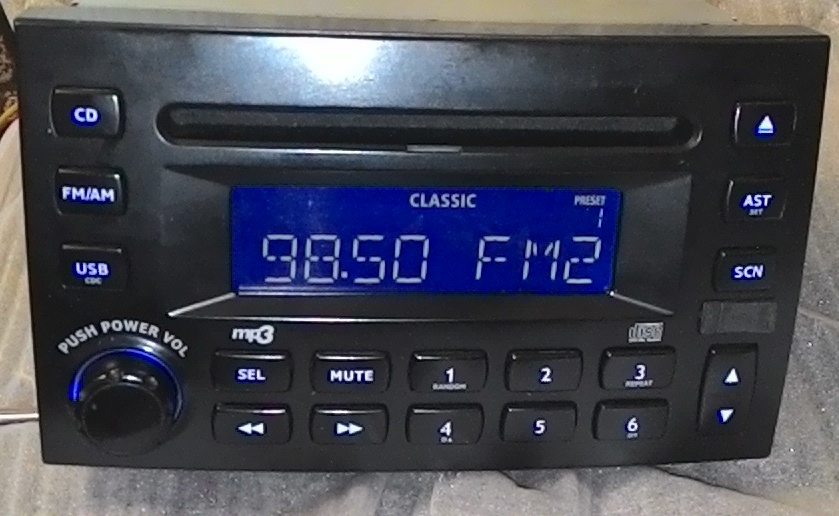 CD
FM/AM
USB
CDC
PUSH POWER VOL
CLASSIC
PRESET
1
98.50 FM2
AST
SET
SCN
mp3
disc
SEL
MUTE
1
RANDOM
2
3
REPEAT
4
5
6